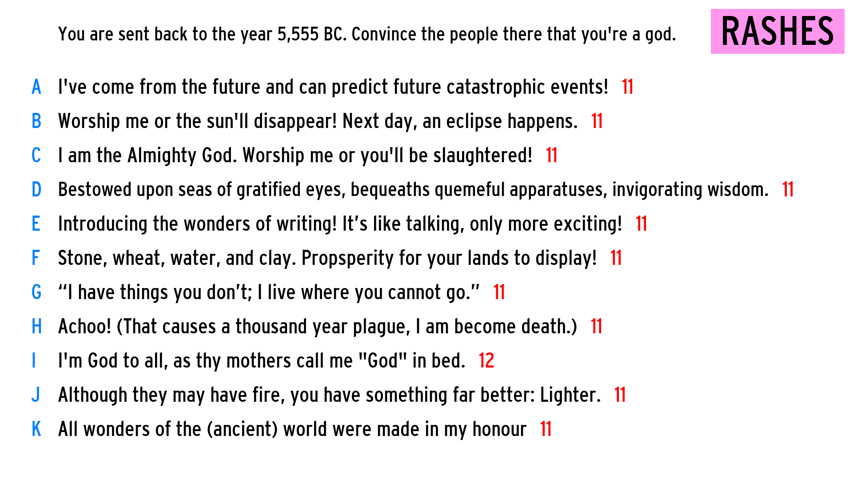 You are sent back to the year 5,555 BC. Convince the people there that you're a god.
RASHES
A I've come from the future and can predict future catastrophic events! 11
B Worship me or the sun'll disappear! Next day, an eclipse happens. 11
C I am the Almighty God. Worship me or you'll be slaughtered! 11
D Bestowed upon seas of gratified eyes, bequeaths quemeful apparatuses, invigorating wisdom. 11
E Introducing the wonders of writing! It’s like talking, only more exciting! 11
F Stone, wheat, water, and clay. Propsperity for your lands to display! 11
G “I have things you don’t; I live where you cannot go.” 11
H Achoo! (That causes a thousand year plague, I am become death.) 11
I I'm God to all, as thy mothers call me "God" in bed. 12
J Although they may have fire, you have something far better: Lighter. 11
K All wonders of the (ancient) world were made in my honour 11